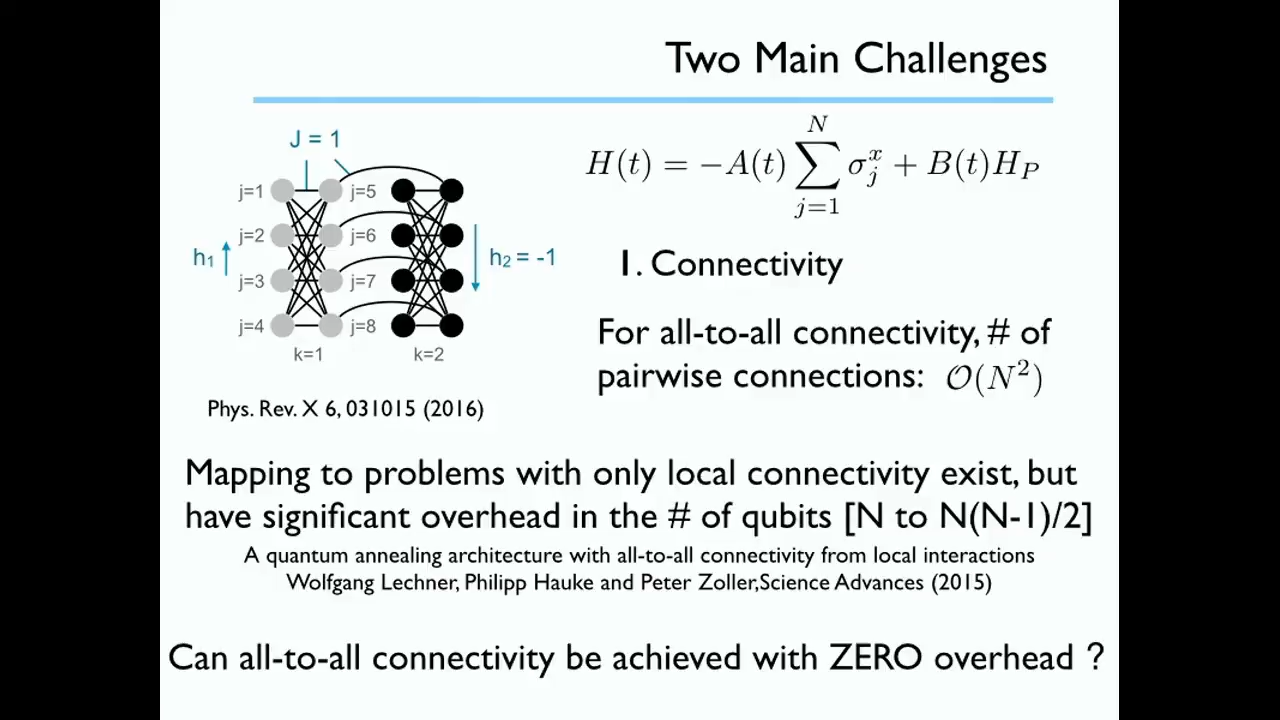 Two Main Challenges
J = 1
j=1
j=5
j=2
j=6
h₁
h₂ = -1
j=3
j=7
j=4
j=8
k=1
k=2
Phys. Rev. X 6, 031015 (2016)
H(t) = −A(t) ∑_{j=1}^{N} σ_j^x + B(t)H_P
1. Connectivity
For all-to-all connectivity, # of
pairwise connections: O(N²)
Mapping to problems with only local connectivity exist, but
have significant overhead in the # of qubits [N to N(N-1)/2]
A quantum annealing architecture with all-to-all connectivity from local interactions
Wolfgang Lechner, Philipp Hauke and Peter Zoller,Science Advances (2015)
Can all-to-all connectivity be achieved with ZERO overhead ?